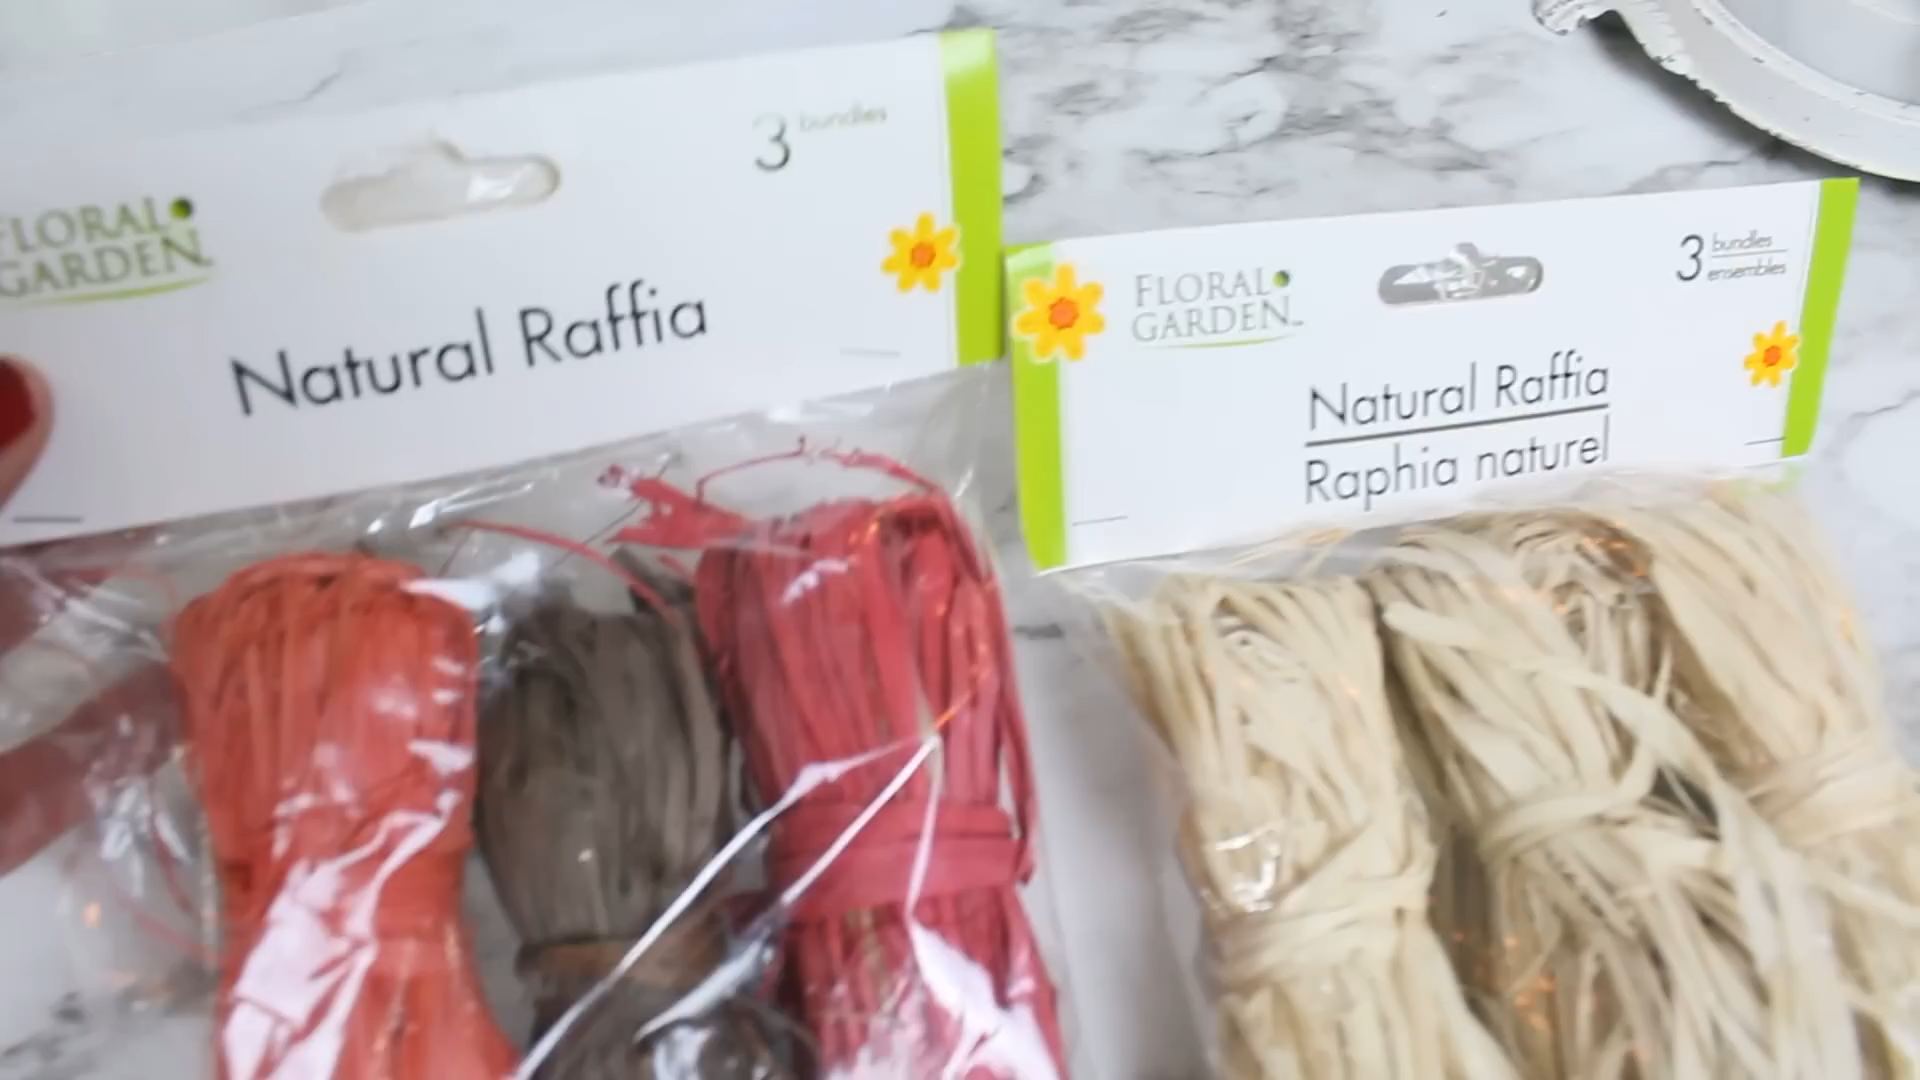 3 bundles
FLORAL
GARDEN
Natural Raffia
3 bundles
ensembles
FLORAL
GARDEN
Natural Raffia
Raphia naturel